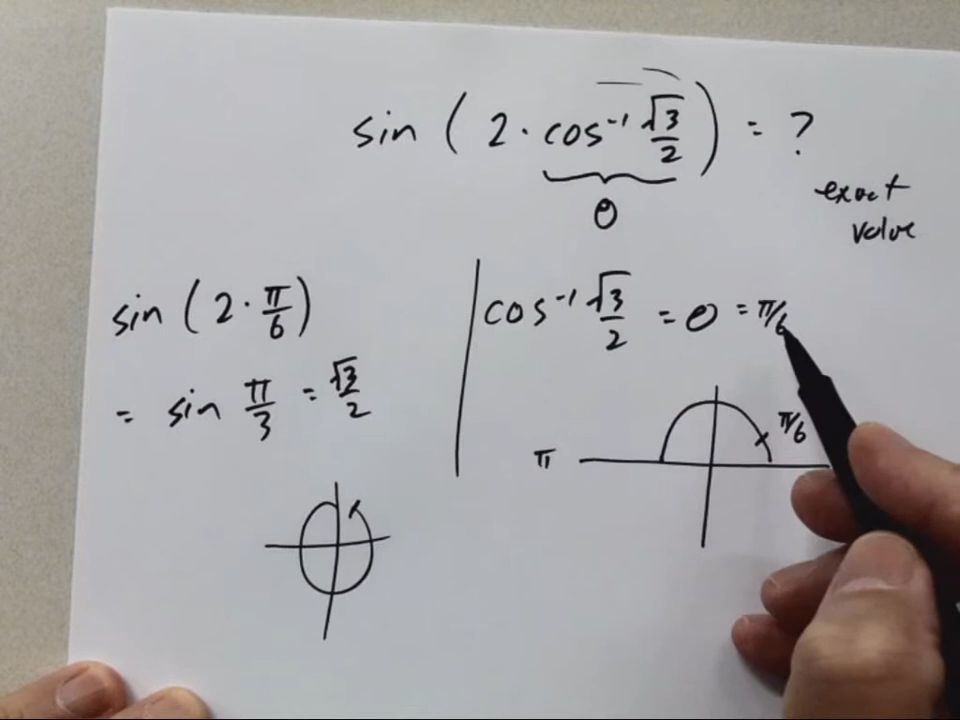 sin ( 2 · cos⁻¹ √3/2 ) = ?
θ
exact
value
sin ( 2 · π/6 )
= sin π/3 = √3/2
cos⁻¹ √3/2 = θ = π/6
π/6
π